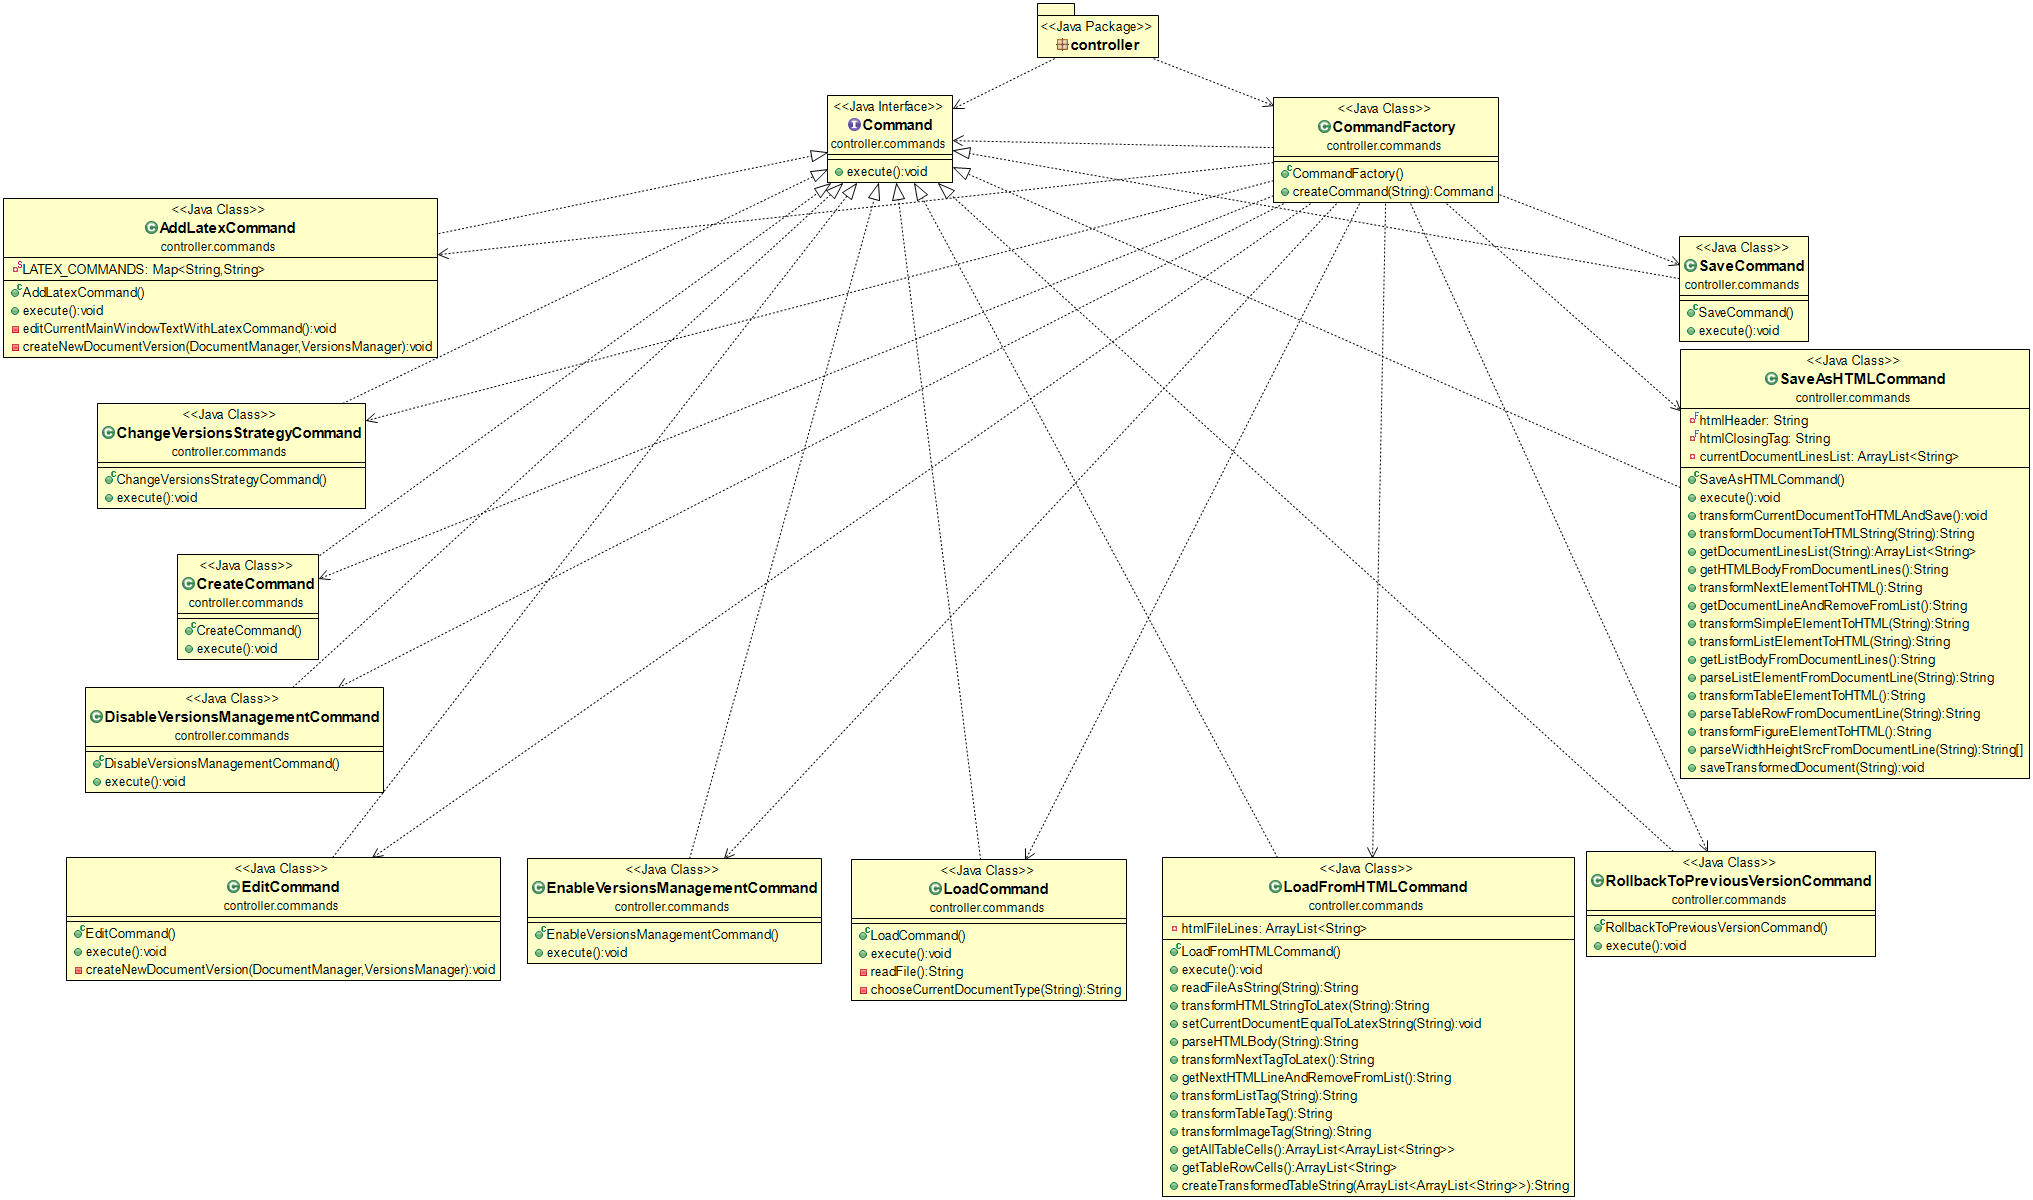 <<Java Package>>
controller
<<Java Interface>>
Command
controller.commands
execute():void
<<Java Class>>
CommandFactory
controller.commands
CommandFactory()
createCommand(String):Command
<<Java Class>>
AddLatexCommand
controller.commands
LATEX_COMMANDS: Map<String,String>
AddLatexCommand()
execute():void
editCurrentMainWindowTextWithLatexCommand():void
createNewDocumentVersion(DocumentManager,VersionsManager):void
<<Java Class>>
SaveCommand
controller.commands
SaveCommand()
execute():void
<<Java Class>>
SaveAsHTMLCommand
controller.commands
htmlHeader: String
htmlClosingTag: String
currentDocumentLinesList: ArrayList<String>
SaveAsHTMLCommand()
execute():void
transformCurrentDocumentToHTMLAndSave():void
transformDocumentToHTMLString(String):String
getDocumentLinesList(String):ArrayList<String>
getHTMLBodyFromDocumentLines():String
transformNextElementToHTML():String
getDocumentLineAndRemoveFromList():String
transformSimpleElementToHTML(String):String
transformListElementToHTML(String):String
getListBodyFromDocumentLines():String
parseListElementFromDocumentLine(String):String
transformTableElementToHTML():String
parseTableRowFromDocumentLine(String):String
transformFigureElementToHTML():String
parseWidthHeightSrcFromDocumentLine(String):String[]
saveTransformedDocument(String):void
<<Java Class>>
ChangeVersionsStrategyCommand
controller.commands
ChangeVersionsStrategyCommand()
execute():void
<<Java Class>>
CreateCommand
controller.commands
CreateCommand()
execute():void
<<Java Class>>
DisableVersionsManagementCommand
controller.commands
DisableVersionsManagementCommand()
execute():void
<<Java Class>>
EditCommand
controller.commands
EditCommand()
execute():void
createNewDocumentVersion(DocumentManager,VersionsManager):void
<<Java Class>>
EnableVersionsManagementCommand
controller.commands
EnableVersionsManagementCommand()
execute():void
<<Java Class>>
LoadCommand
controller.commands
LoadCommand()
execute():void
readFile():String
chooseCurrentDocumentType(String):String
<<Java Class>>
LoadFromHTMLCommand
controller.commands
htmlFileLines: ArrayList<String>
LoadFromHTMLCommand()
execute():void
readFileAsString(String):String
transformHTMLStringToLatex(String):String
setCurrentDocumentEqualToLatexString(String):void
parseHTMLBody(String):String
transformNextTagToLatex():String
getNextHTMLLineAndRemoveFromList():String
transformListTag(String):String
transformTableTag():String
transformImageTag(String):String
getAllTableCells():ArrayList<ArrayList<String>>
getTableRowCells():ArrayList<String>
createTransformedTableString(ArrayList<ArrayList<String>>):String
<<Java Class>>
RollbackToPreviousVersionCommand
controller.commands
RollbackToPreviousVersionCommand()
execute():void